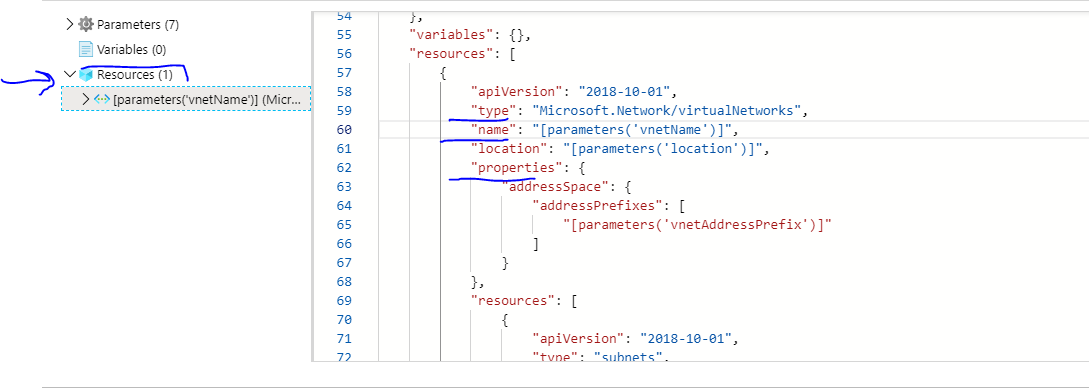 Parameters (7)
Variables (0)
Resources (1)
[parameters('vnetName')] (Micr...
54 },
55 "variables": {},
56 "resources": [
57 {
58 "apiVersion": "2018-10-01",
59 "type": "Microsoft.Network/virtualNetworks",
60 "name": "[parameters('vnetName')]",
61 "location": "[parameters('location')]",
62 "properties": {
63 "addressSpace": {
64 "addressPrefixes": [
65 "[parameters('vnetAddressPrefix')]"
66 ]
67 }
68 },
69 "resources": [
70 {
71 "apiVersion": "2018-10-01",
72 "type": "subnets",